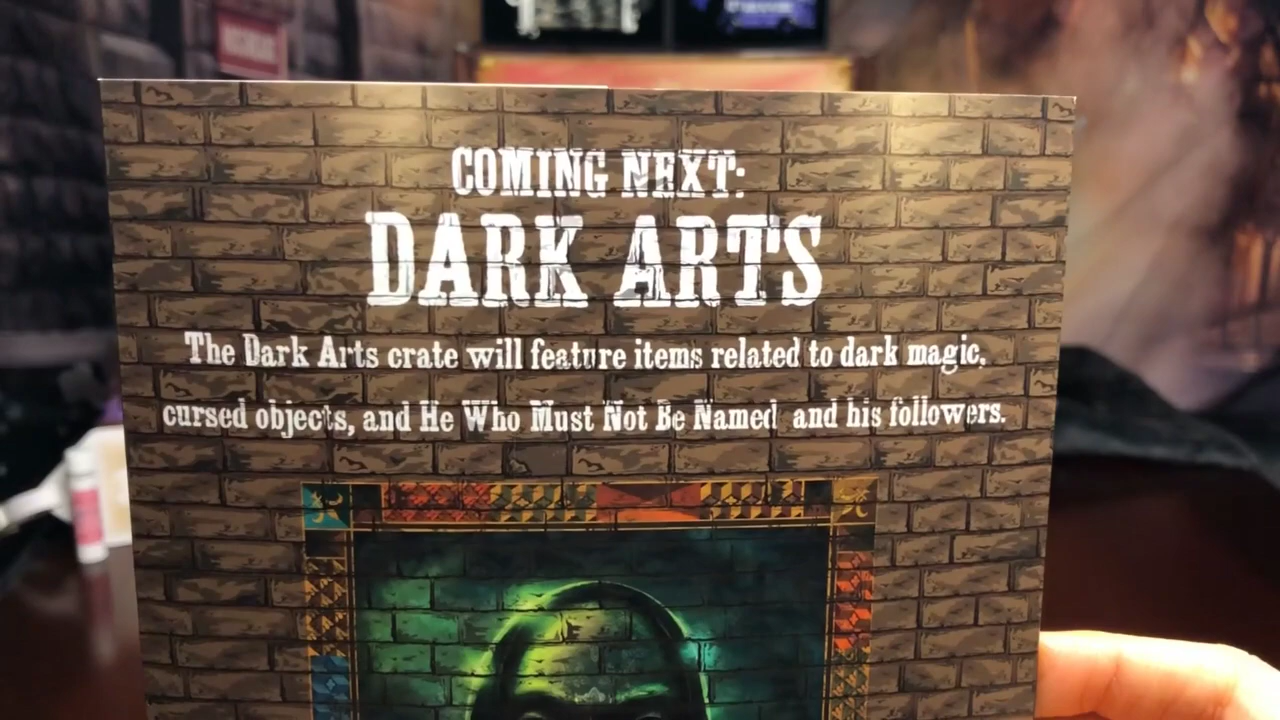 COMING NEXT:
DARK ARTS
The Dark Arts crate will feature items related to dark magic,
cursed objects, and He Who Must Not Be Named and his followers.